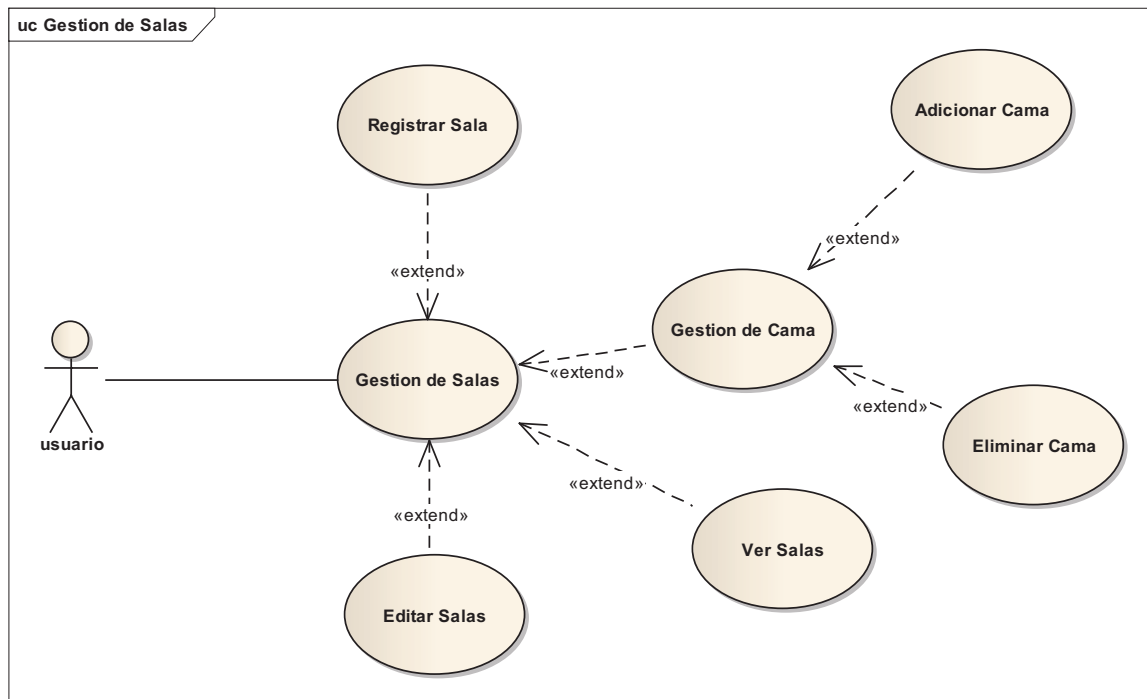 uc Gestion de Salas
Registrar Sala
Adicionar Cama
«extend»
«extend»
Gestion de Cama
Gestion de Salas
«extend»
«extend»
usuario
Eliminar Cama
«extend»
«extend»
Ver Salas
Editar Salas